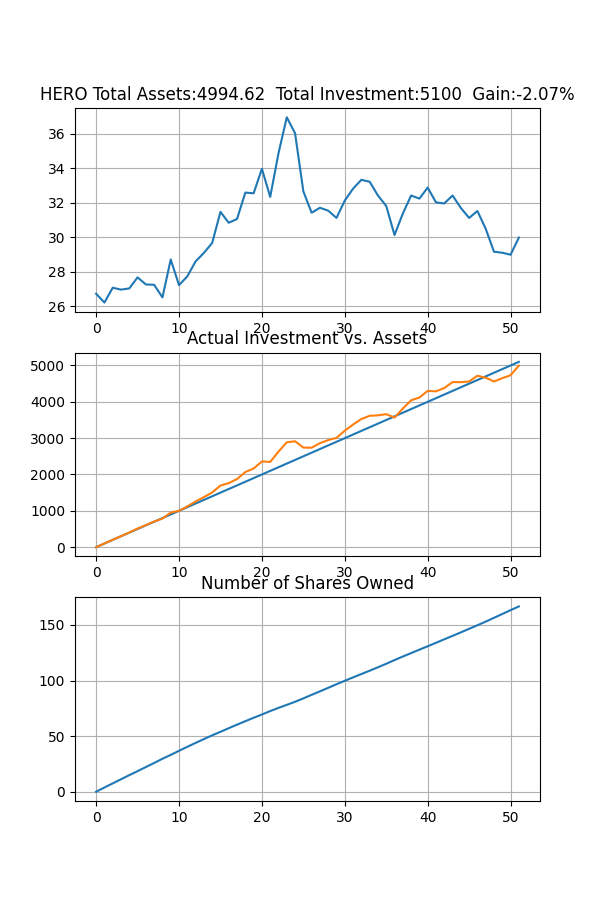 HERO Total Assets:4994.62  Total Investment:5100  Gain:-2.07%
36
34
32
30
28
26
0 10 20 30 40 50
Actual Investment vs. Assets
5000
4000
3000
2000
1000
0
0 10 20 30 40 50
Number of Shares Owned
150
100
50
0
0 10 20 30 40 50